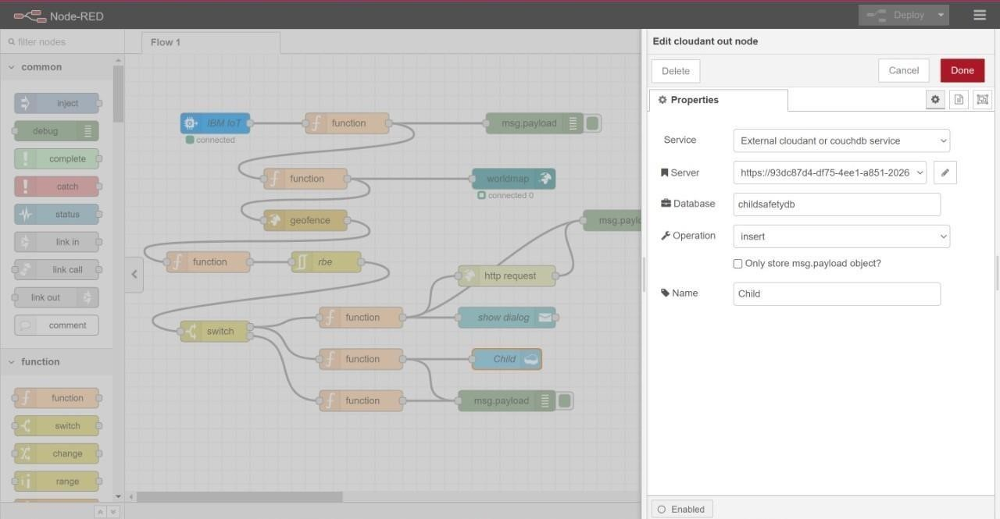 Node-RED
Deploy
filter nodes
Flow 1
common
inject
debug
complete
catch
status
link in
link call
link out
comment
function
function
switch
change
range
IBM IoT
connected
function
msg.payload
function
worldmap
connected 0
geofence
msg.paylo
function
rbe
http request
function
show dialog
switch
function
Child
function
msg.payload
Edit cloudant out node
Delete
Cancel
Done
Properties
Service
External cloudant or couchdb service
Server
https://93dc87d4-df75-4ee1-a851-2026
Database
childsafetydb
Operation
insert
Only store msg.payload object?
Name
Child
Enabled